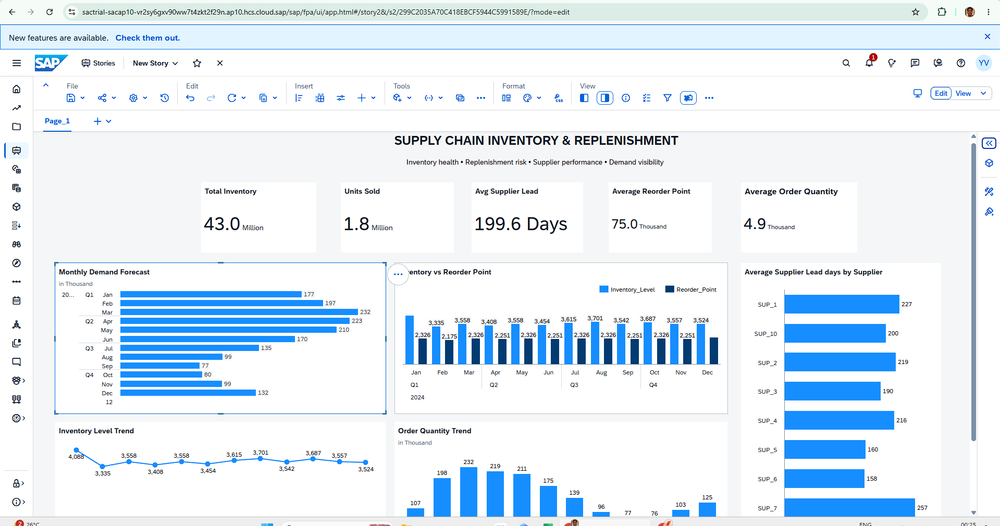 sactrial-sacap10-vr2sy6gxv90ww7t4zkt2f29n.ap10.hcs.cloud.sap/sap/fpa/ui/app.html#/story2&/s2/299C2035A70C418EBCF5944C5991589E/?mode=edit
New features are available. Check them out.
SAP Stories New Story
1
YV
File Edit Insert Tools Format View
css
Edit View
Page_1
SUPPLY CHAIN INVENTORY & REPLENISHMENT
Inventory health • Replenishment risk • Supplier performance • Demand visibility
Total Inventory
43.0 Million
Units Sold
1.8 Million
Avg Supplier Lead
199.6 Days
Average Reorder Point
75.0 Thousand
Average Order Quantity
4.9 Thousand
Monthly Demand Forecast
in Thousand
20... Q1 Jan 177
Feb 197
Mar 232
Q2 Apr 223
May 210
Jun 170
Q3 Jul 135
Aug 99
Sep 77
Q4 Oct 80
Nov 99
Dec 132
12
entory vs Reorder Point
Inventory_Level Reorder_Point
3,335 3,558 3,408 3,558 3,454 3,615 3,701 3,542 3,687 3,557 3,524
2,326 2,175 2,326 2,251 2,326 2,251 2,326 2,326 2,251 2,326 2,251
Jan Feb Mar Apr May Jun Jul Aug Sep Oct Nov Dec
Q1 Q2 Q3 Q4
2024
Average Supplier Lead days by Supplier
SUP_1 227
SUP_10 200
SUP_2 219
SUP_3 190
SUP_4 216
SUP_5 160
SUP_6 158
SUP_7 257
Inventory Level Trend
4,088 3,335 3,558 3,408 3,558 3,454 3,615 3,701 3,542 3,687 3,557 3,524
Order Quantity Trend
in Thousand
107 198 232 219 211 175 139 96 77 76 103 125
2 26°C
ENG
00:25